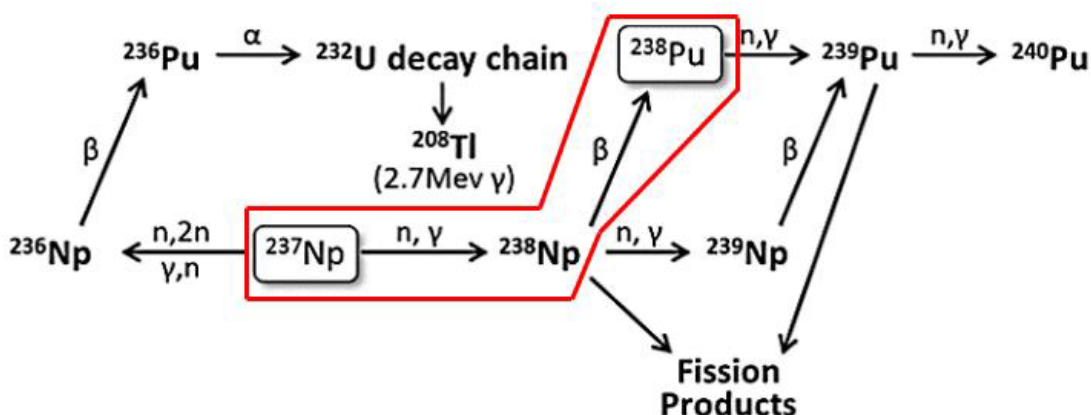 ²³⁶Pu α ²³²U decay chain ²³⁸Pu n,γ ²³⁹Pu n,γ ²⁴⁰Pu
²⁰⁸Tl
(2.7Mev γ)
β β β
²³⁶Np n,2n ²³⁷Np n, γ ²³⁸Np n, γ ²³⁹Np
γ,n
Fission
Products